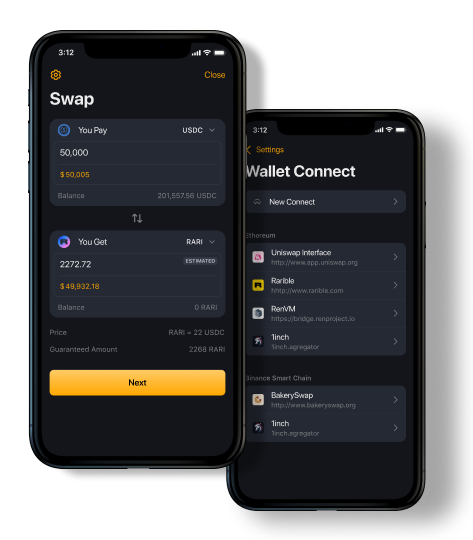 3:12
Close
Swap
You Pay
USDC
50,000
$50,005
Balance 201,557.56 USDC
You Get
RARI
2272.72
ESTIMATED
$49,932.18
Balance 0 RARI
Price RARI = 22 USDC
Guaranteed Amount 2268 RARI
Next
3:12
Settings
Wallet Connect
New Connect
Ethereum
Uniswap Interface
http://www.app.uniswap.org
Rarible
http://www.rarible.com
RenVM
https://bridge.renproject.io
1inch
1inch.agregator
Binance Smart Chain
BakerySwap
http://www.bakeryswap.org
1inch
1inch.agregator